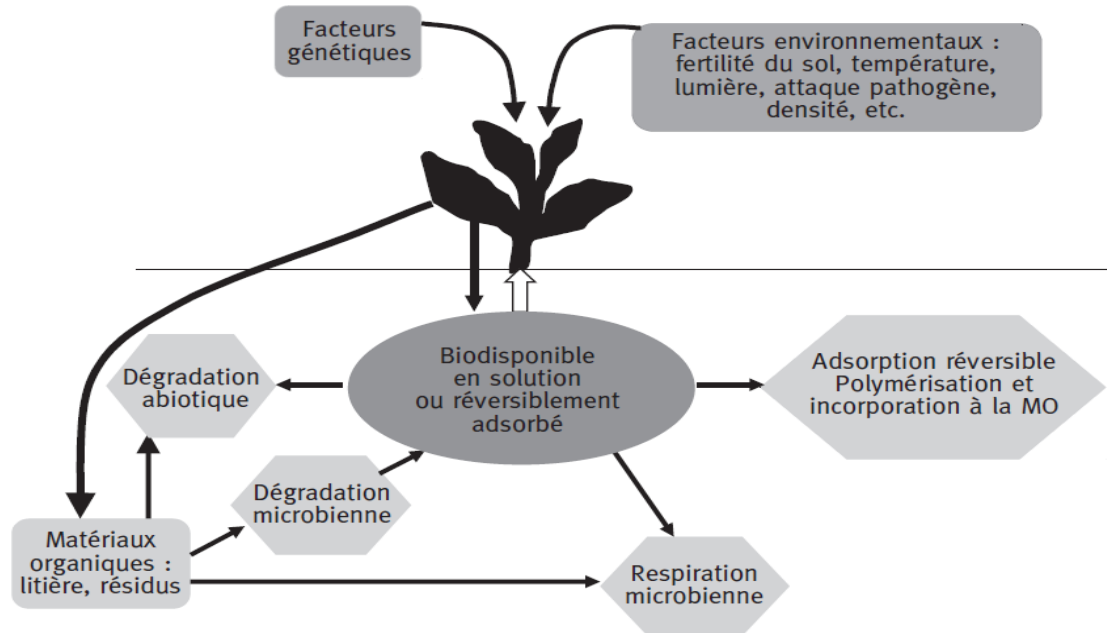 Facteurs
génétiques
Facteurs environnementaux :
fertilité du sol, température,
lumière, attaque pathogène,
densité, etc.
Dégradation
abiotique
Biodisponible
en solution
ou réversiblement
adsorbé
Adsorption réversible
Polymérisation et
incorporation à la MO
Dégradation
microbienne
Matériaux
organiques :
litière, résidus
Respiration
microbienne